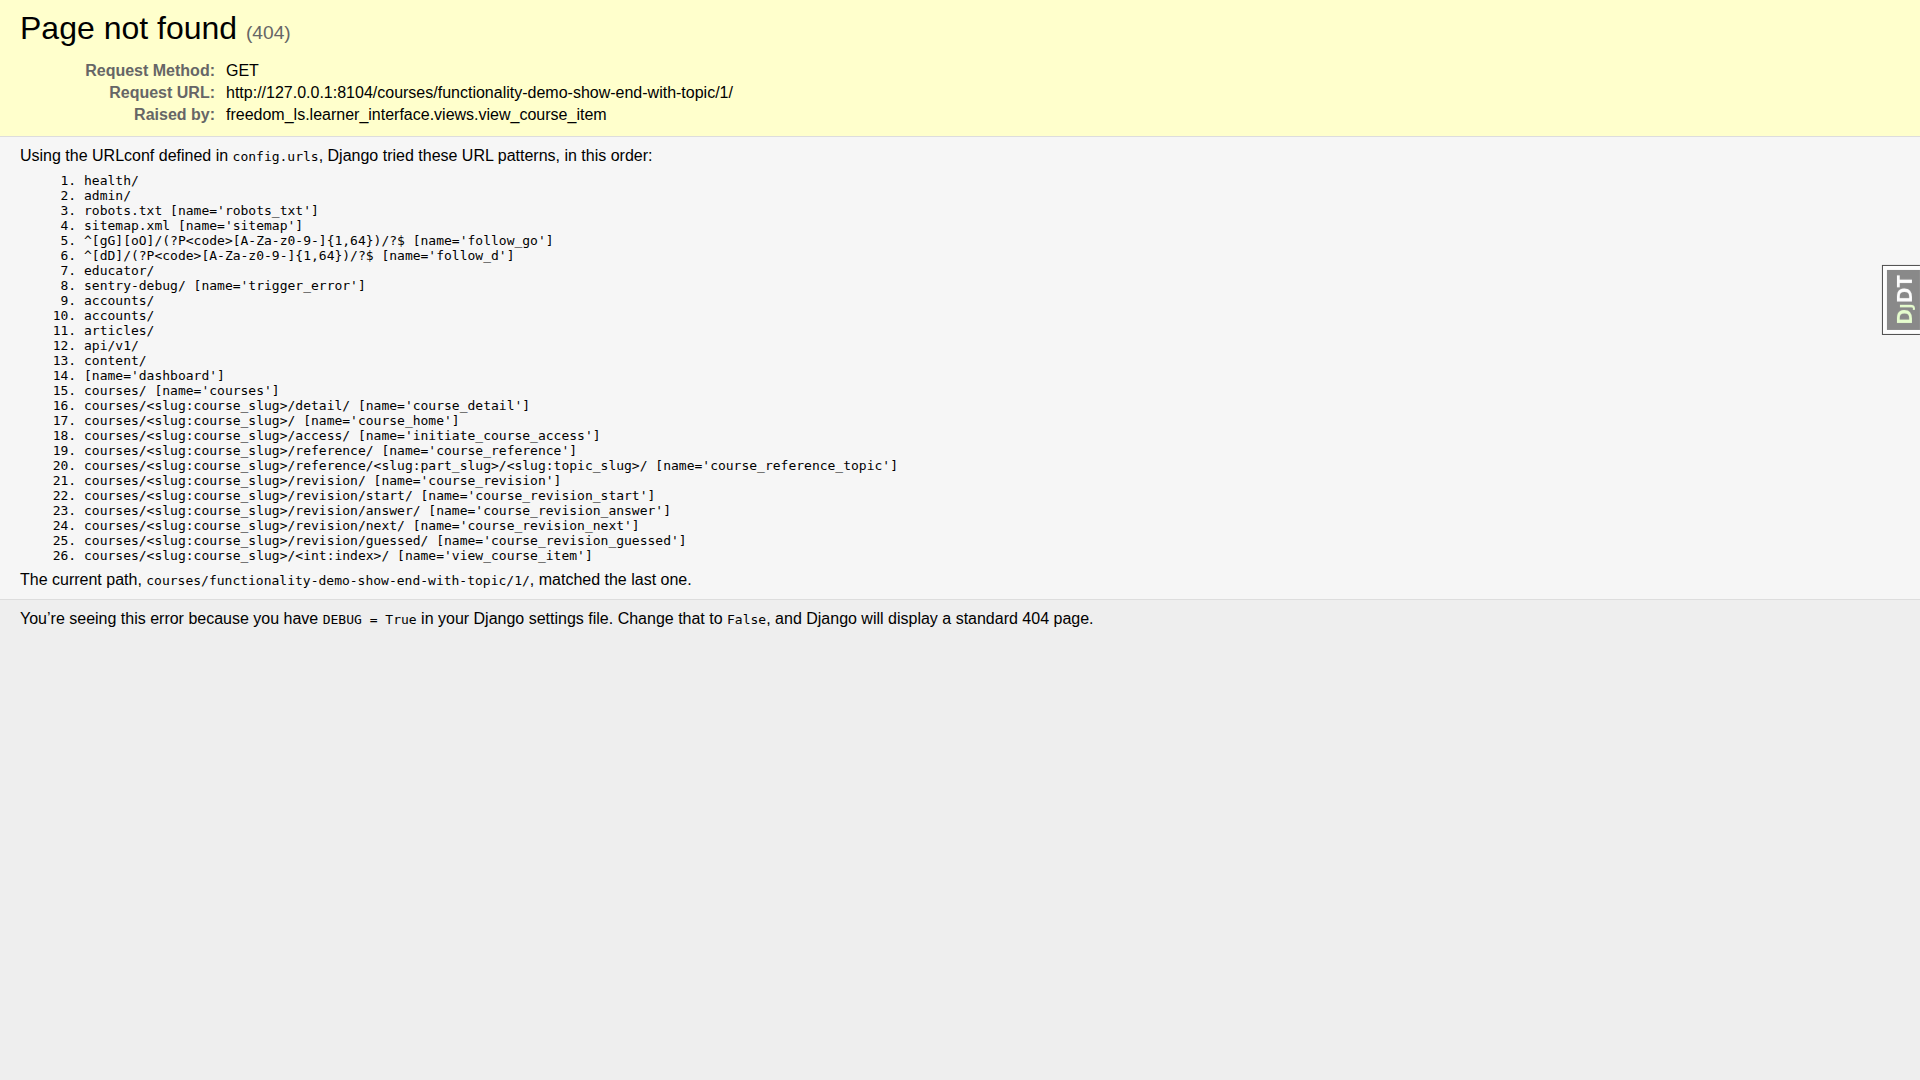 Page not found (404)
Request Method: GET
Request URL: http://127.0.0.1:8104/courses/functionality-demo-show-end-with-topic/1/
Raised by: freedom_ls.learner_interface.views.view_course_item
Using the URLconf defined in config.urls, Django tried these URL patterns, in this order:
1. health/
2. admin/
3. robots.txt [name='robots_txt']
4. sitemap.xml [name='sitemap']
5. ^[gG][oO]/(?P<code>[A-Za-z0-9-]{1,64})/?$ [name='follow_go']
6. ^[dD]/(?P<code>[A-Za-z0-9-]{1,64})/?$ [name='follow_d']
7. educator/
8. sentry-debug/ [name='trigger_error']
9. accounts/
10. accounts/
11. articles/
12. api/v1/
13. content/
14. [name='dashboard']
15. courses/ [name='courses']
16. courses/<slug:course_slug>/detail/ [name='course_detail']
17. courses/<slug:course_slug>/ [name='course_home']
18. courses/<slug:course_slug>/access/ [name='initiate_course_access']
19. courses/<slug:course_slug>/reference/ [name='course_reference']
20. courses/<slug:course_slug>/reference/<slug:part_slug>/<slug:topic_slug>/ [name='course_reference_topic']
21. courses/<slug:course_slug>/revision/ [name='course_revision']
22. courses/<slug:course_slug>/revision/start/ [name='course_revision_start']
23. courses/<slug:course_slug>/revision/answer/ [name='course_revision_answer']
24. courses/<slug:course_slug>/revision/next/ [name='course_revision_next']
25. courses/<slug:course_slug>/revision/guessed/ [name='course_revision_guessed']
26. courses/<slug:course_slug>/<int:index>/ [name='view_course_item']
The current path, courses/functionality-demo-show-end-with-topic/1/, matched the last one.
You’re seeing this error because you have DEBUG = True in your Django settings file. Change that to False, and Django will display a standard 404 page.
DJDT